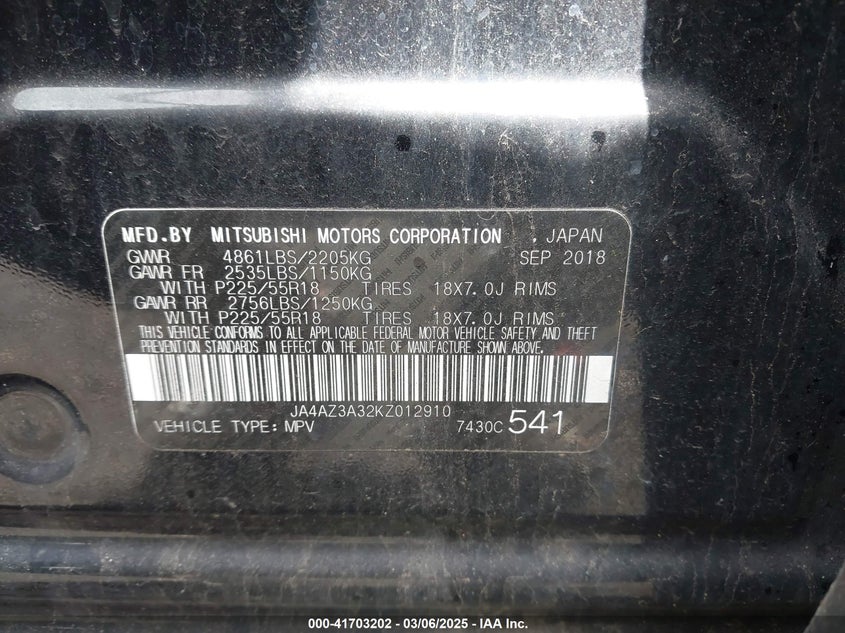 MFD.BY MITSUBISHI MOTORS CORPORATION , JAPAN
GVWR 4861LBS/2205KG SEP 2018
GAWR FR 2535LBS/1150KG
WITH P225/55R18 TIRES 18X7.0J RIMS
GAWR RR 2756LBS/1250KG
WITH P225/55R18 TIRES 18X7.0J RIMS
THIS VEHICLE CONFORMS TO ALL APPLICABLE FEDERAL MOTOR VEHICLE SAFETY AND THEFT
PREVENTION STANDARDS IN EFFECT ON THE DATE OF MANUFACTURE SHOWN ABOVE.
JA4AZ3A32KZ012910
VEHICLE TYPE: MPV 7430C 541
000-41703202 - 03/06/2025 - IAA Inc.